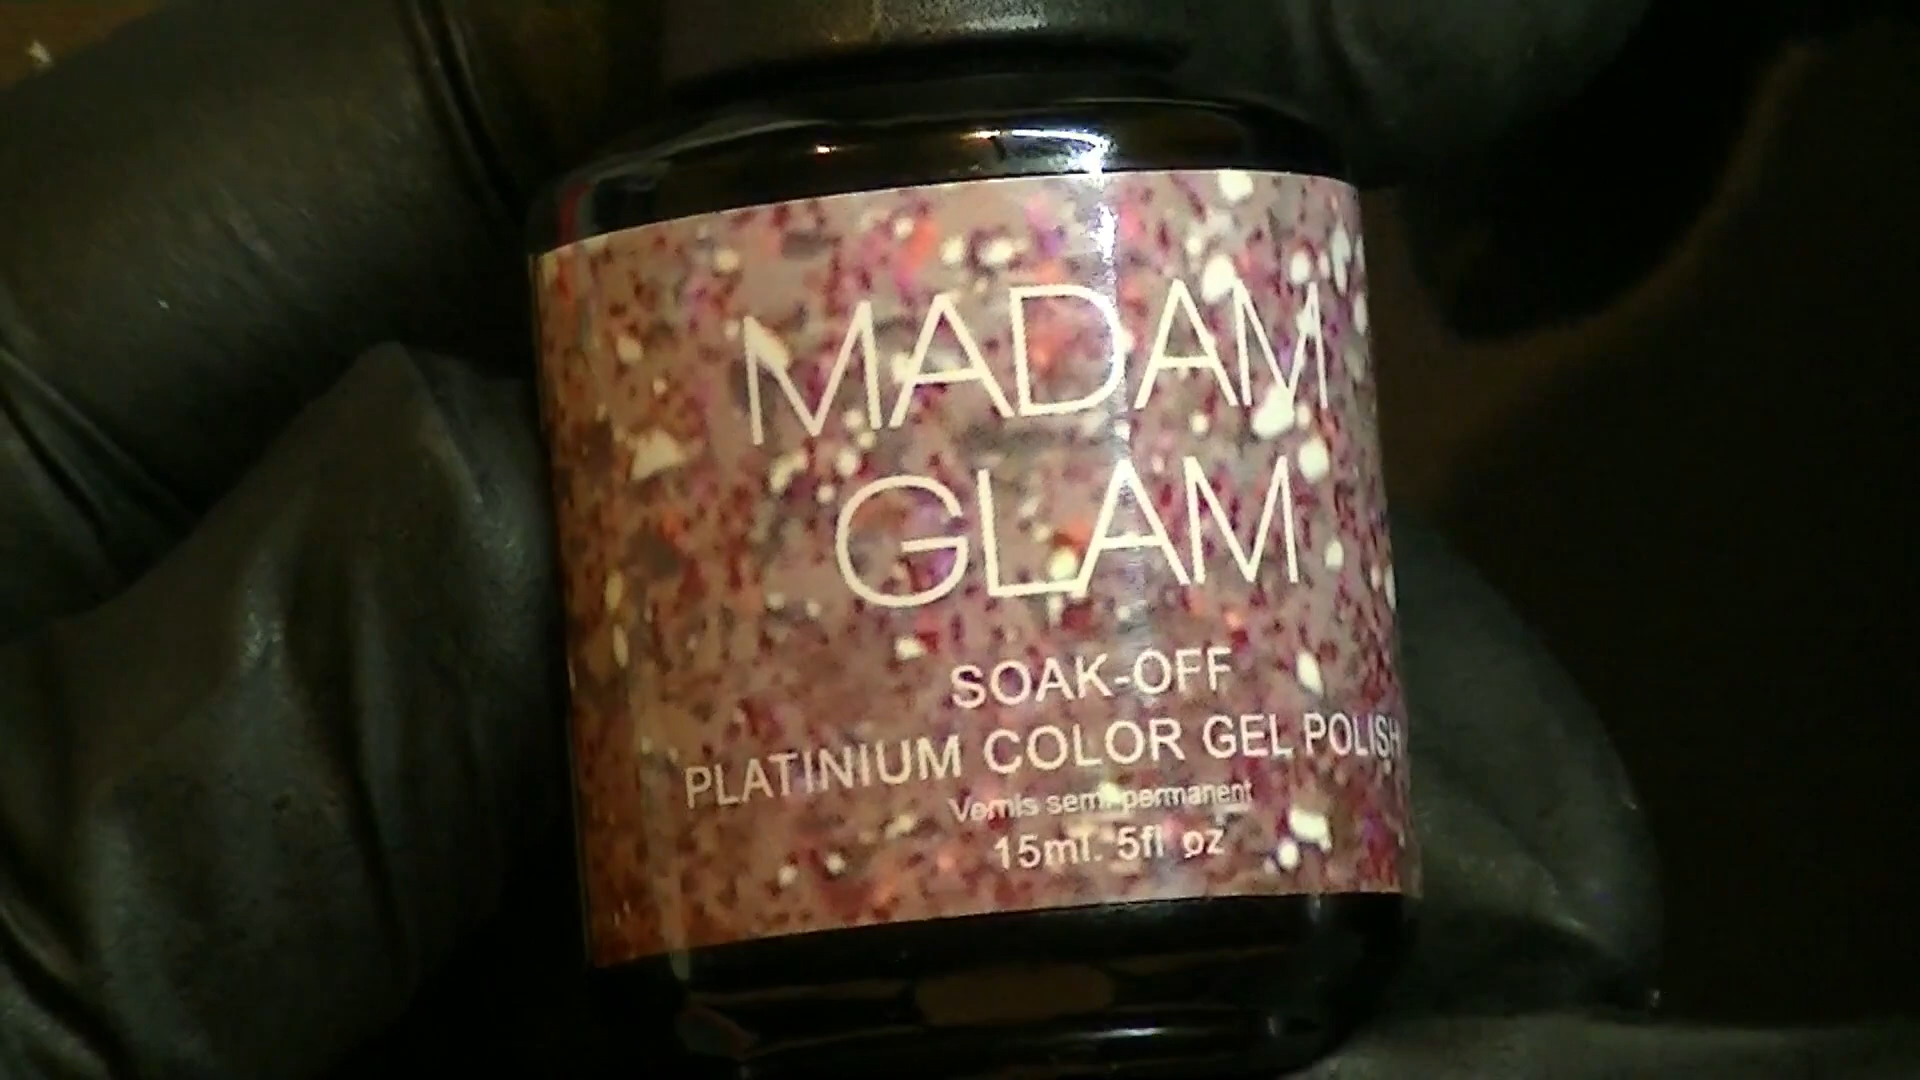 MADAM
GLAM
SOAK-OFF
PLATINIUM COLOR GEL POLISH
Vernis semi-permanent
15ml. 5fl oz